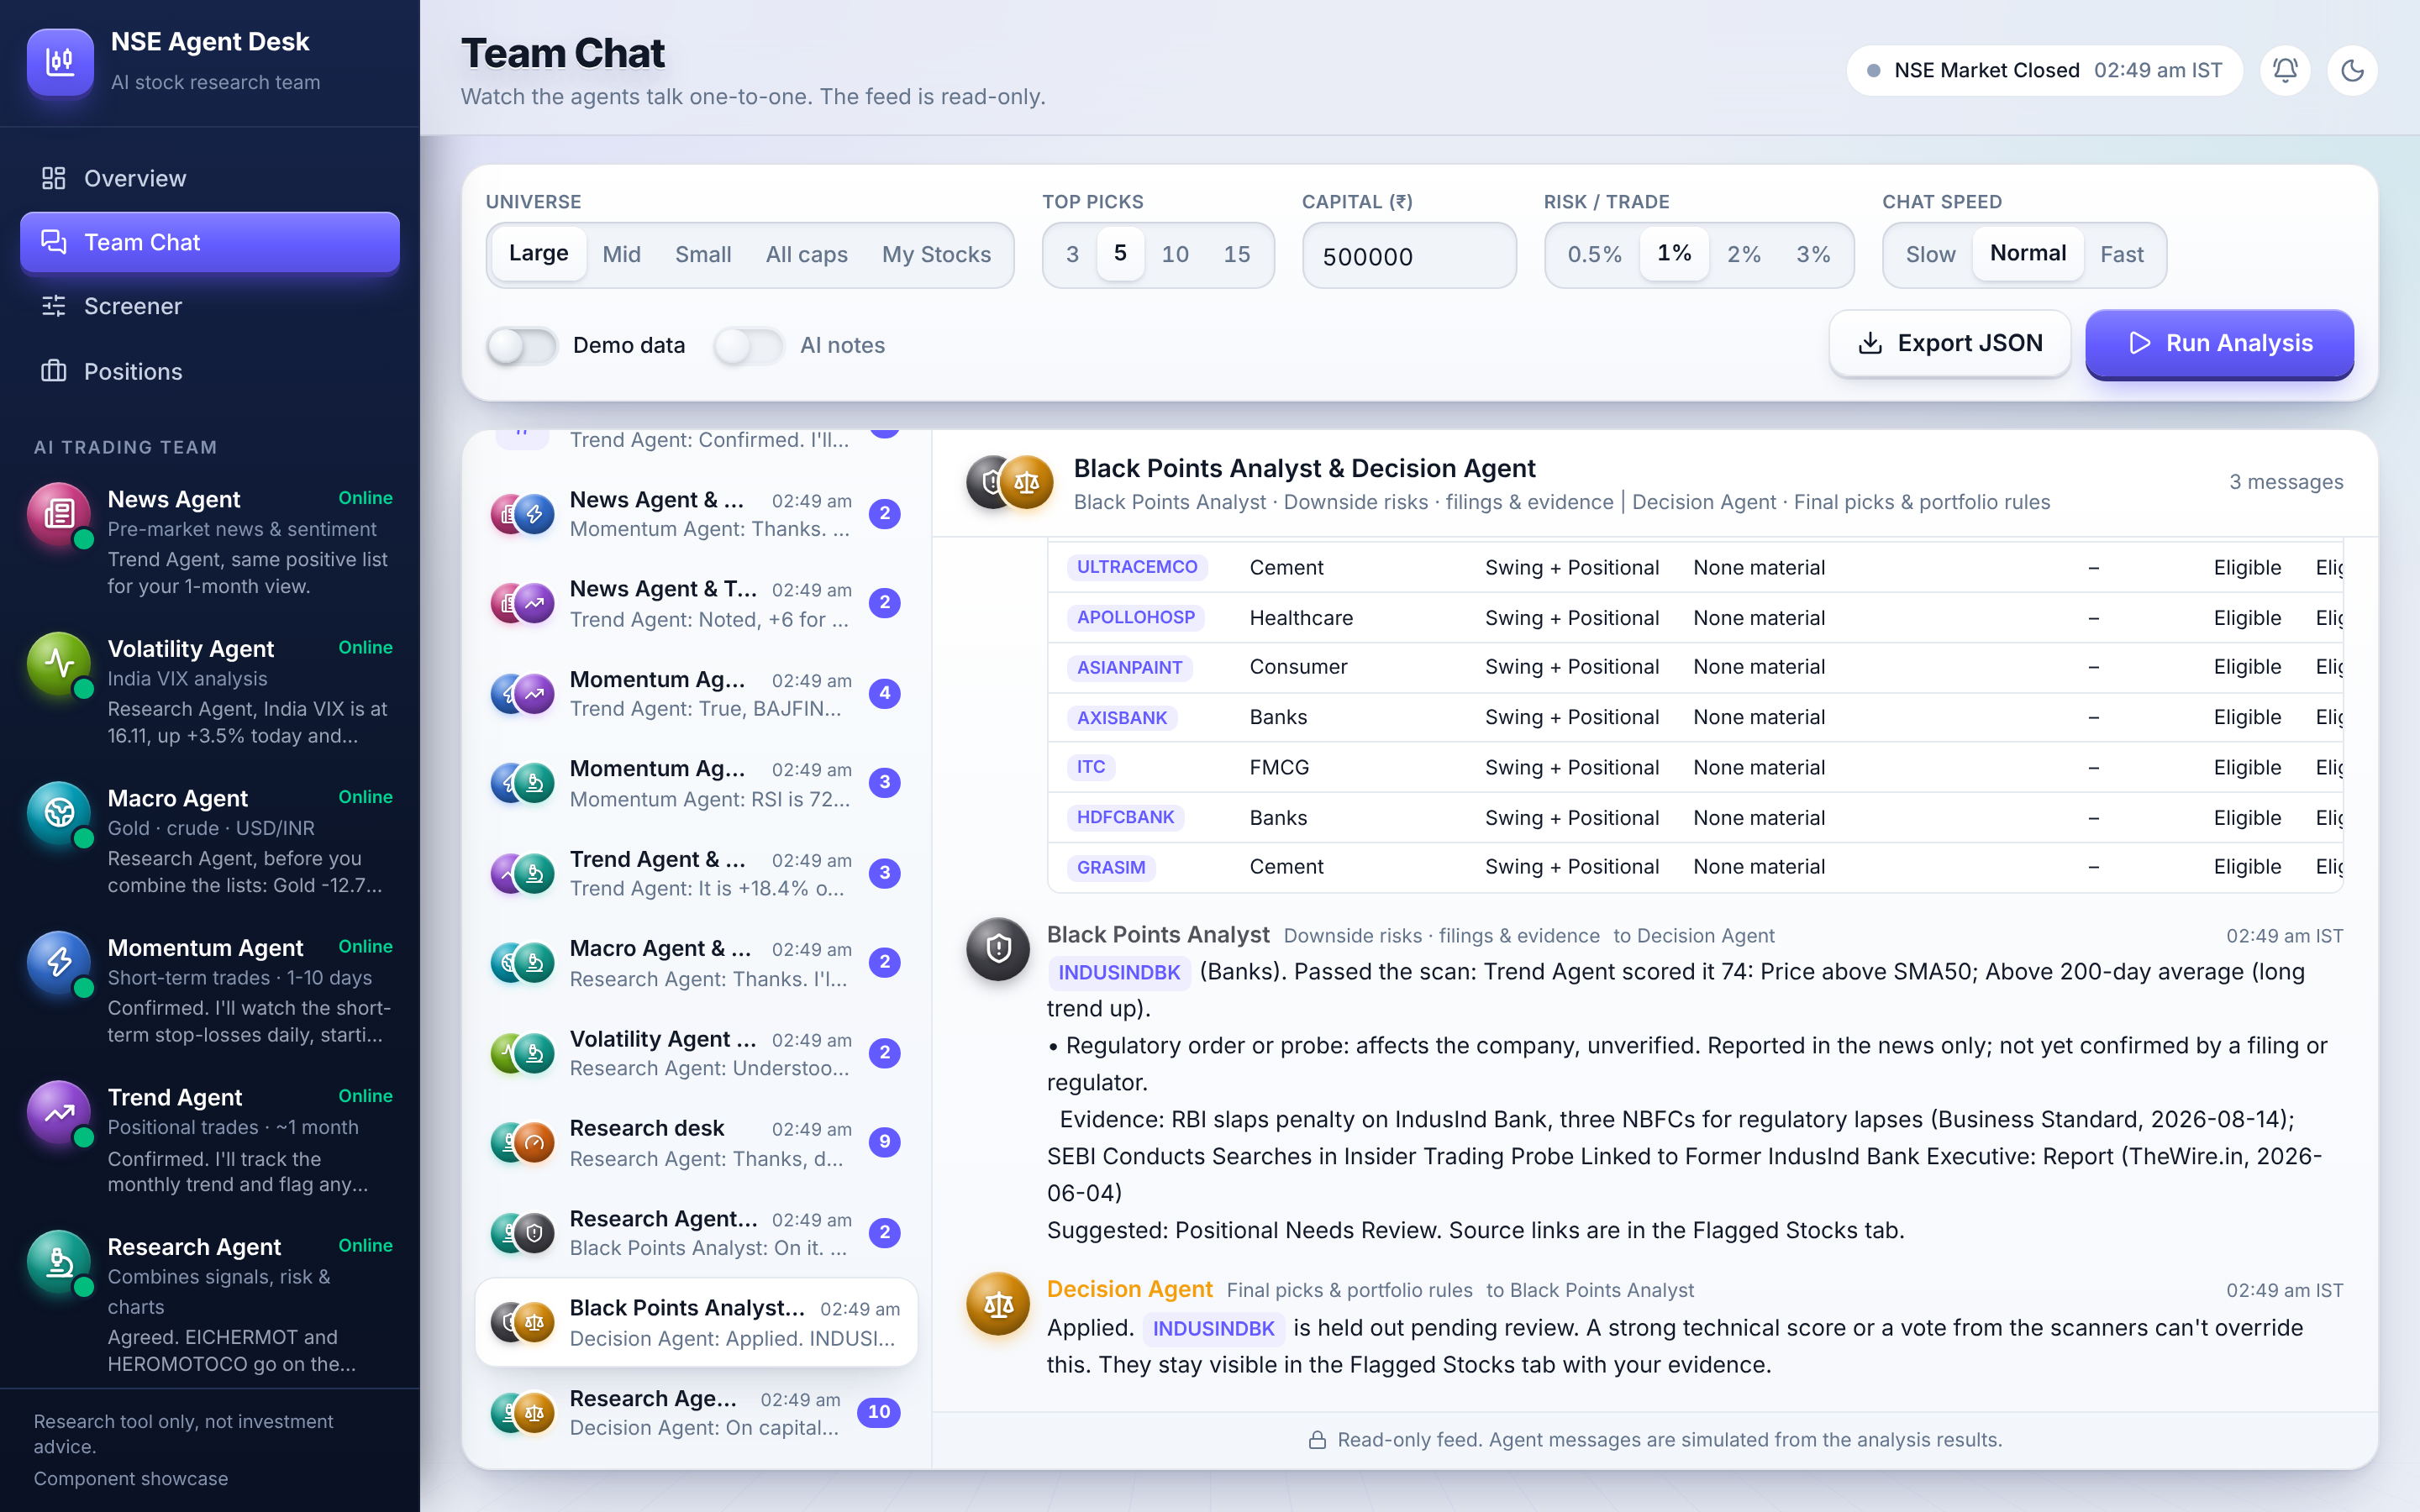 NSE Agent Desk
AI stock research team
Overview
Team Chat
Screener
Positions
AI TRADING TEAM
News Agent
Online
Pre-market news & sentiment
Trend Agent, same positive list
for your 1-month view.
Volatility Agent
Online
India VIX analysis
Research Agent, India VIX is at
16.11, up +3.5% today and...
Macro Agent
Online
Gold · crude · USD/INR
Research Agent, before you
combine the lists: Gold -12.7...
Momentum Agent
Online
Short-term trades · 1-10 days
Confirmed. I'll watch the short-
term stop-losses daily, starti...
Trend Agent
Online
Positional trades · ~1 month
Confirmed. I'll track the
monthly trend and flag any...
Research Agent
Online
Combines signals, risk &
charts
Agreed. EICHERMOT and
HEROMOTOCO go on the...
Research tool only, not investment
advice.
Component showcase
Team Chat
Watch the agents talk one-to-one. The feed is read-only.
NSE Market Closed 02:49 am IST
UNIVERSE
Large Mid Small All caps My Stocks
TOP PICKS
3 5 10 15
CAPITAL (₹)
500000
RISK / TRADE
0.5% 1% 2% 3%
CHAT SPEED
Slow Normal Fast
Demo data
AI notes
Export JSON
Run Analysis
Trend Agent: Confirmed. I'll...
News Agent & ... 02:49 am
Momentum Agent: Thanks. ... 2
News Agent & T... 02:49 am
Trend Agent: Noted, +6 for ... 2
Momentum Ag... 02:49 am
Trend Agent: True, BAJFIN... 4
Momentum Ag... 02:49 am
Momentum Agent: RSI is 72... 3
Trend Agent & ... 02:49 am
Trend Agent: It is +18.4% o... 3
Macro Agent & ... 02:49 am
Research Agent: Thanks. I'l... 2
Volatility Agent ... 02:49 am
Research Agent: Understoo... 2
Research desk 02:49 am
Research Agent: Thanks, d... 9
Research Agent... 02:49 am
Black Points Analyst: On it. ... 2
Black Points Analyst... 02:49 am
Decision Agent: Applied. INDUSI...
Research Age... 02:49 am
Decision Agent: On capital... 10
Black Points Analyst & Decision Agent
Black Points Analyst · Downside risks · filings & evidence | Decision Agent · Final picks & portfolio rules
3 messages
ULTRACEMCO Cement Swing + Positional None material – Eligible Elig
APOLLOHOSP Healthcare Swing + Positional None material – Eligible Elig
ASIANPAINT Consumer Swing + Positional None material – Eligible Elig
AXISBANK Banks Swing + Positional None material – Eligible Elig
ITC FMCG Swing + Positional None material – Eligible Elig
HDFCBANK Banks Swing + Positional None material – Eligible Elig
GRASIM Cement Swing + Positional None material – Eligible Elig
Black Points Analyst Downside risks · filings & evidence to Decision Agent 02:49 am IST
INDUSINDBK (Banks). Passed the scan: Trend Agent scored it 74: Price above SMA50; Above 200-day average (long
trend up).
• Regulatory order or probe: affects the company, unverified. Reported in the news only; not yet confirmed by a filing or
regulator.
Evidence: RBI slaps penalty on IndusInd Bank, three NBFCs for regulatory lapses (Business Standard, 2026-08-14);
SEBI Conducts Searches in Insider Trading Probe Linked to Former IndusInd Bank Executive: Report (TheWire.in, 2026-
06-04)
Suggested: Positional Needs Review. Source links are in the Flagged Stocks tab.
Decision Agent Final picks & portfolio rules to Black Points Analyst 02:49 am IST
Applied. INDUSINDBK is held out pending review. A strong technical score or a vote from the scanners can't override
this. They stay visible in the Flagged Stocks tab with your evidence.
Read-only feed. Agent messages are simulated from the analysis results.